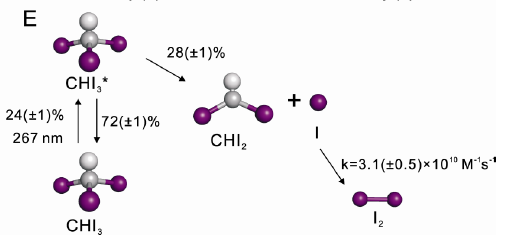 E
28(±1)%
CHI₃*
24(±1)%
267 nm
72(±1)%
CHI₂
+
I
k=3.1(±0.5)×10¹⁰ M⁻¹s⁻¹
CHI₃
I₂